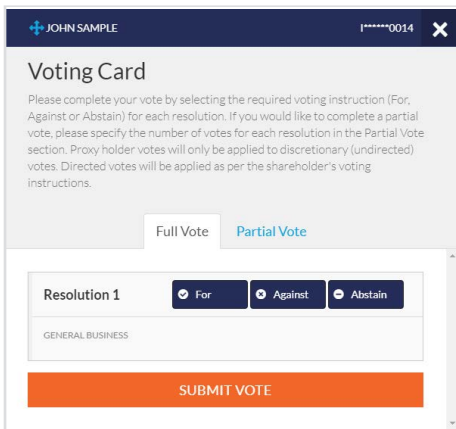 JOHN SAMPLE I******0014
Voting Card
Please complete your vote by selecting the required voting instruction (For,
Against or Abstain) for each resolution. If you would like to complete a partial
vote, please specify the number of votes for each resolution in the Partial Vote
section. Proxy holder votes will only be applied to discretionary (undirected)
votes. Directed votes will be applied as per the shareholder's voting
instructions.
Full Vote Partial Vote
Resolution 1 For Against Abstain
GENERAL BUSINESS
SUBMIT VOTE